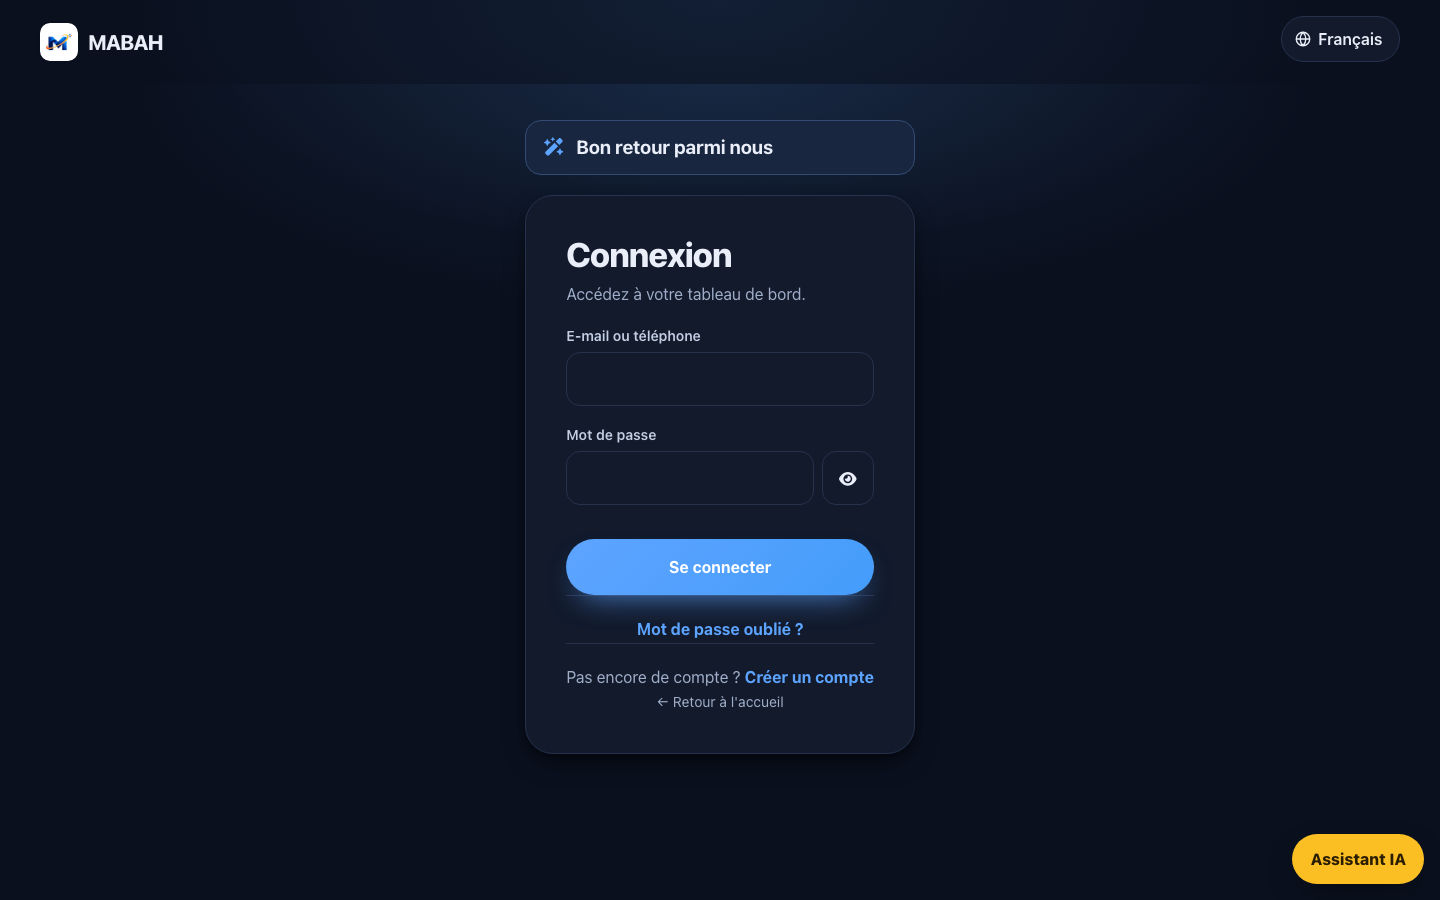 MABAH
Français
Bon retour parmi nous
Connexion
Accédez à votre tableau de bord.
E-mail ou téléphone
Mot de passe
Se connecter
Mot de passe oublié ?
Pas encore de compte ? Créer un compte
← Retour à l'accueil
Assistant IA